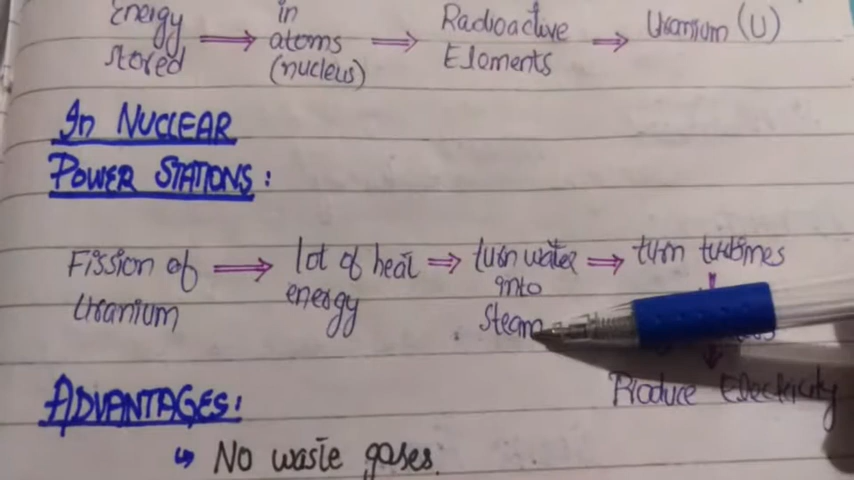 Energy stored ⟹ in atoms (nucleus) ⟹ Radioactive Elements ⟹ Uranium (U)
In NUCLEAR
POWER STATIONS:
Fission of Uranium ⟹ lot of heat energy ⟹ turn water into steam ⟹ turn turbines
Produce Electricity
ADVANTAGES:
↳ No waste gases.